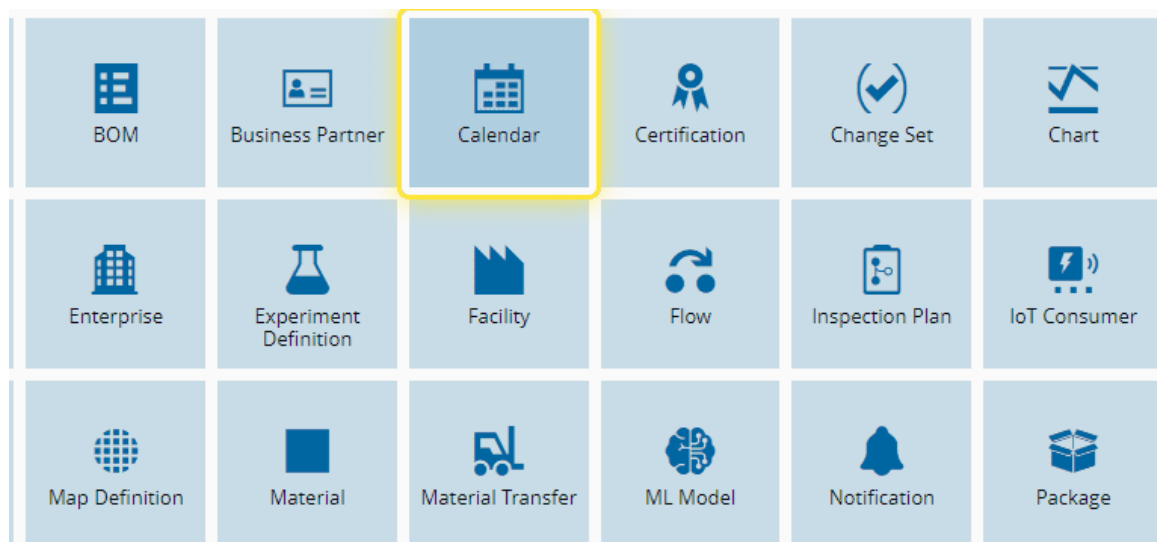 BOM
Business Partner
Calendar
Certification
Change Set
Chart
Enterprise
Experiment
Definition
Facility
Flow
Inspection Plan
IoT Consumer
Map Definition
Material
Material Transfer
ML Model
Notification
Package